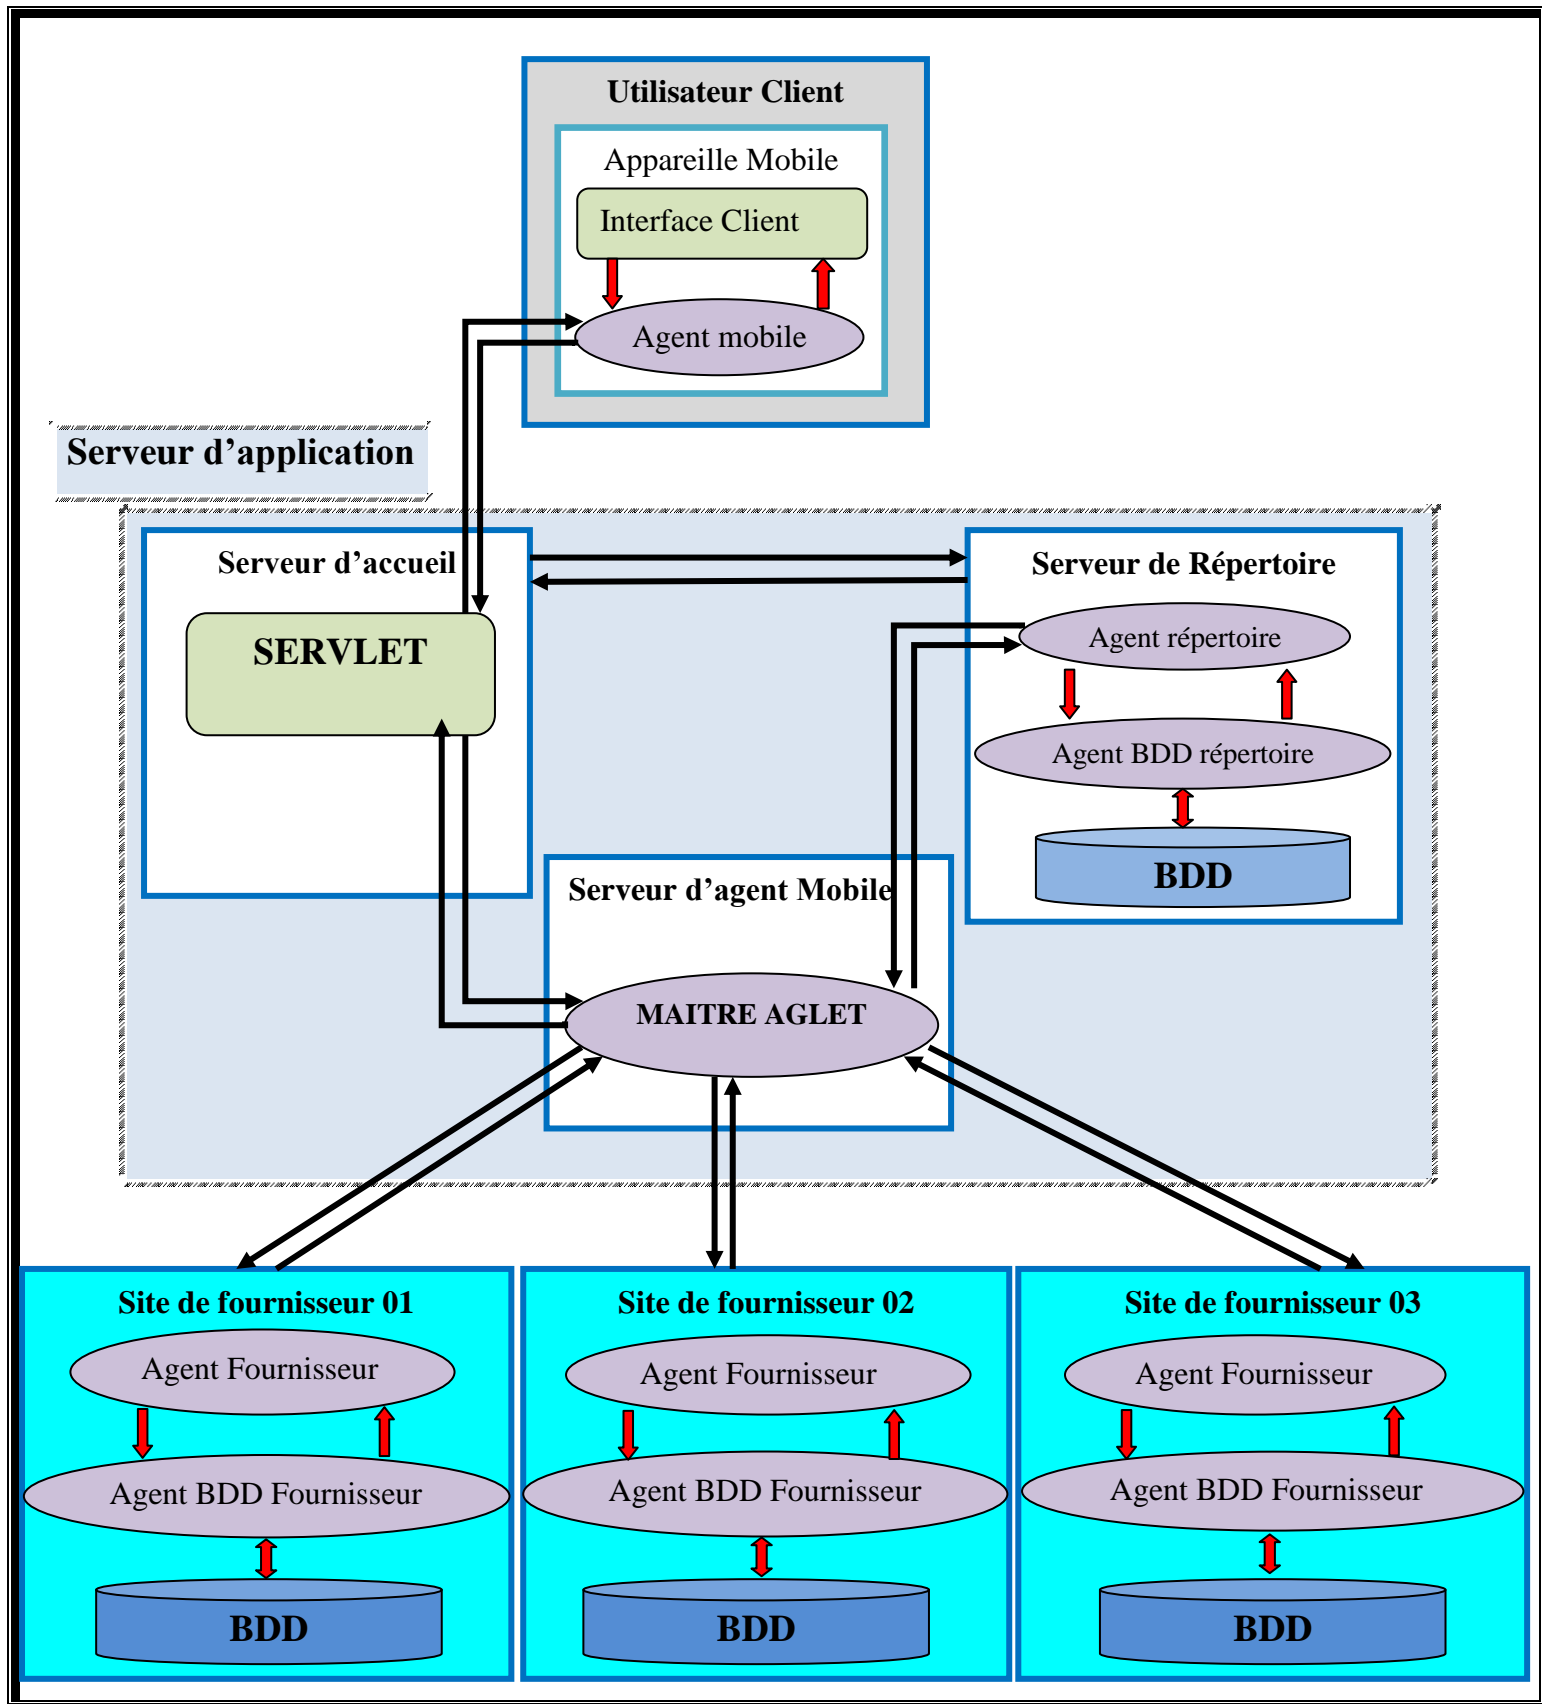 Utilisateur Client
Appareille Mobile
Interface Client
Agent mobile
Serveur d’application
Serveur d’accueil
SERVLET
Serveur de Répertoire
Agent répertoire
Agent BDD répertoire
BDD
Serveur d’agent Mobile
MAITRE AGLET
Site de fournisseur 01
Agent Fournisseur
Agent BDD Fournisseur
BDD
Site de fournisseur 02
Agent Fournisseur
Agent BDD Fournisseur
BDD
Site de fournisseur 03
Agent Fournisseur
Agent BDD Fournisseur
BDD